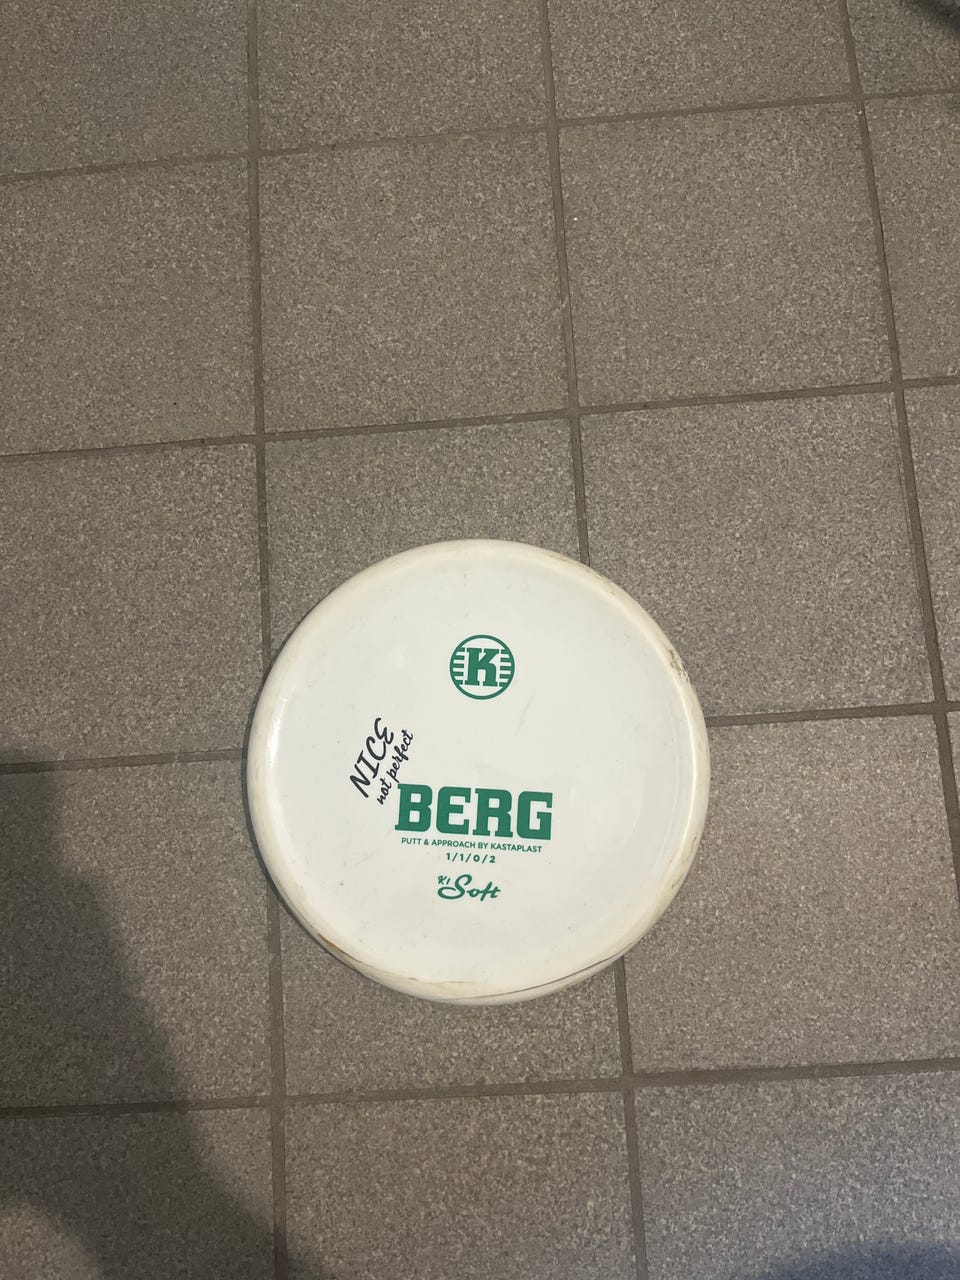 K
NICE
not perfect
BERG
PUTT & APPROACH BY KASTAPLAST
1/1/0/2
K1 Soft